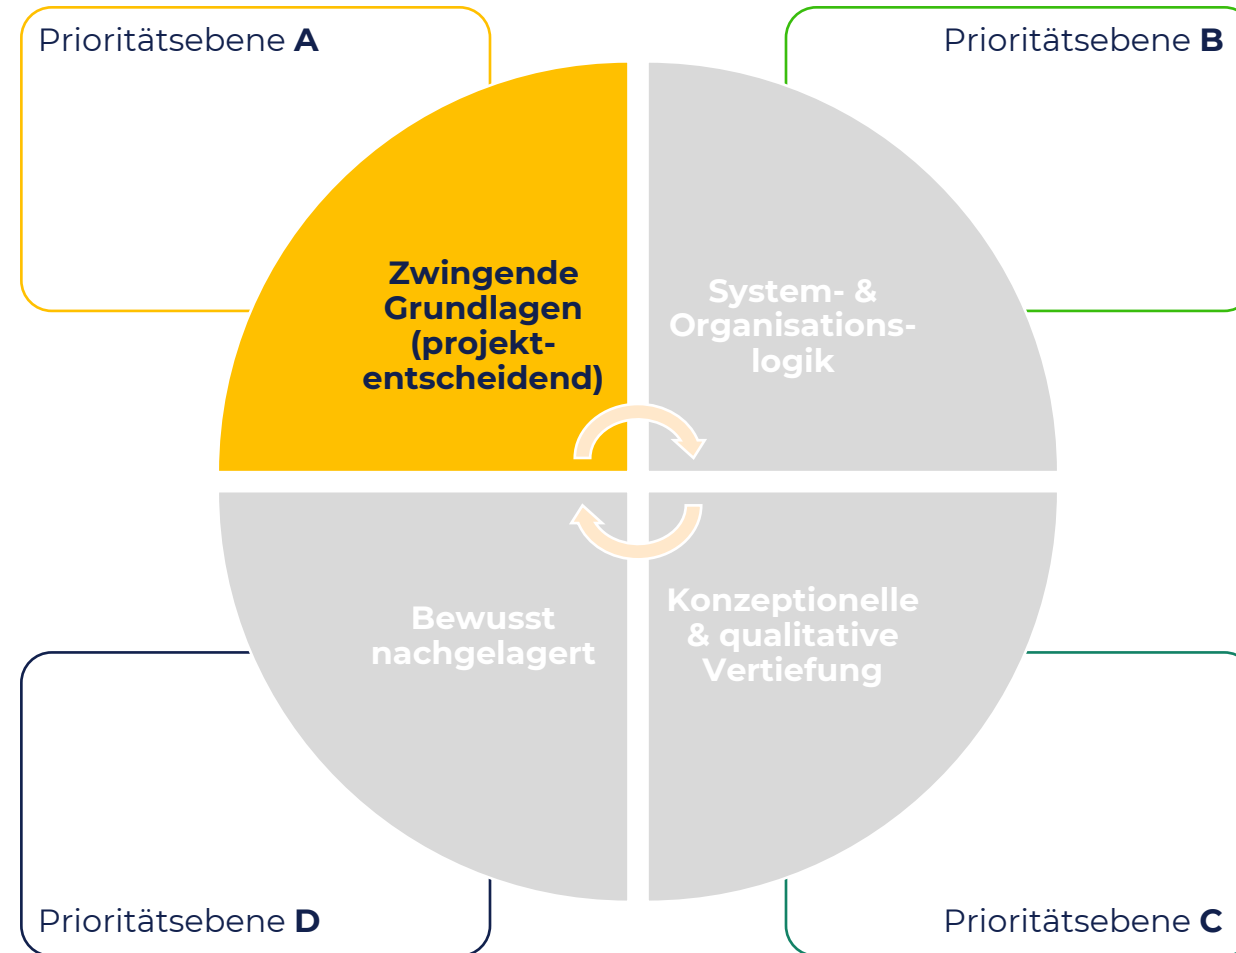 Prioritätsebene A
Prioritätsebene B
Zwingende
Grundlagen
(projekt-
entscheidend)
System- &
Organisations-
logik
Bewusst
nachgelagert
Konzeptionelle
& qualitative
Vertiefung
Prioritätsebene D
Prioritätsebene C